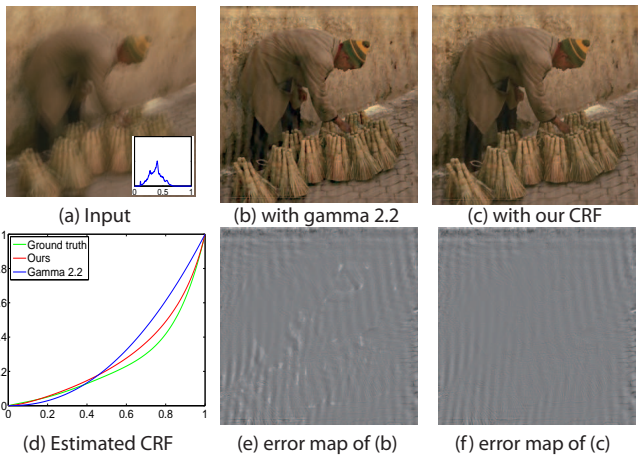 0 0.5 1
(a) Input
(b) with gamma 2.2
(c) with our CRF
1
Ground truth
Ours
Gamma 2.2
.8
.6
.4
.2
0
0 0.2 0.4 0.6 0.8 1
(d) Estimated CRF
(e) error map of (b)
(f) error map of (c)